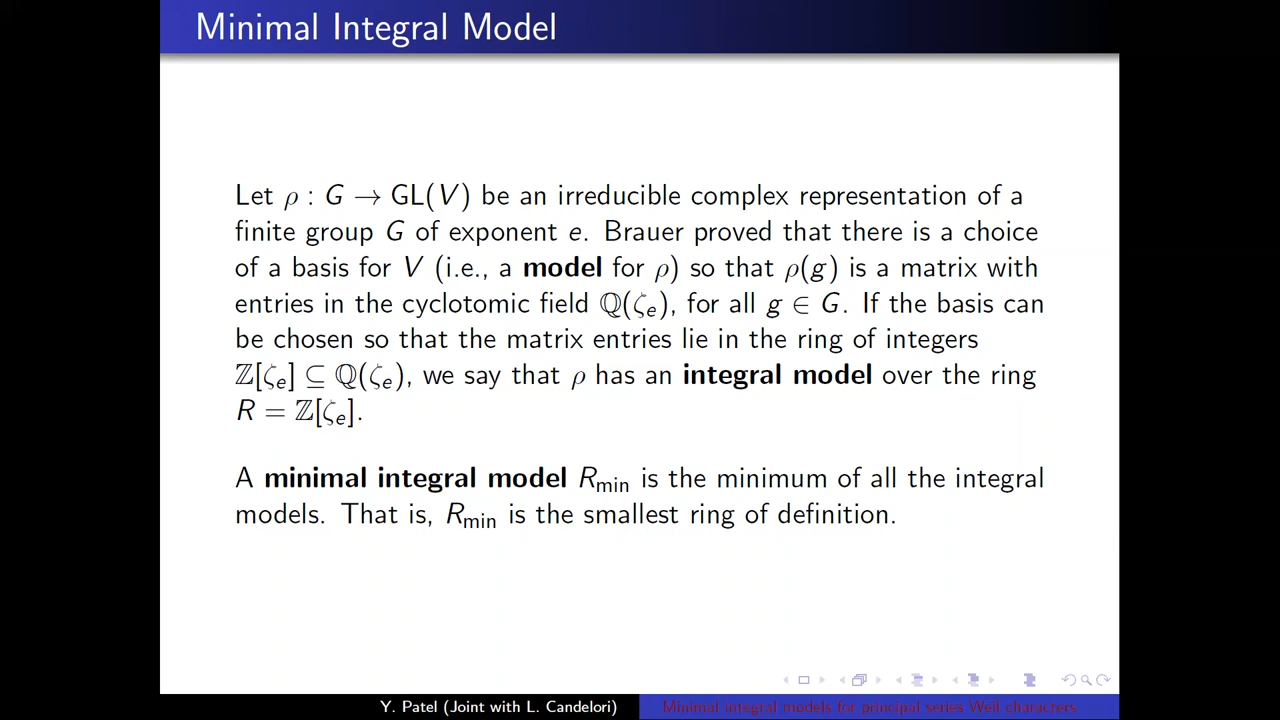 Minimal Integral Model
Let ρ : G → GL(V) be an irreducible complex representation of a
finite group G of exponent e. Brauer proved that there is a choice
of a basis for V (i.e., a model for ρ) so that ρ(g) is a matrix with
entries in the cyclotomic field ℚ(ζₑ), for all g ∈ G. If the basis can
be chosen so that the matrix entries lie in the ring of integers
ℤ[ζₑ] ⊆ ℚ(ζₑ), we say that ρ has an integral model over the ring
R = ℤ[ζₑ].
A minimal integral model Rmin is the minimum of all the integral
models. That is, Rmin is the smallest ring of definition.
Y. Patel (Joint with L. Candelori)
Minimal integral models for principal series Weil characters